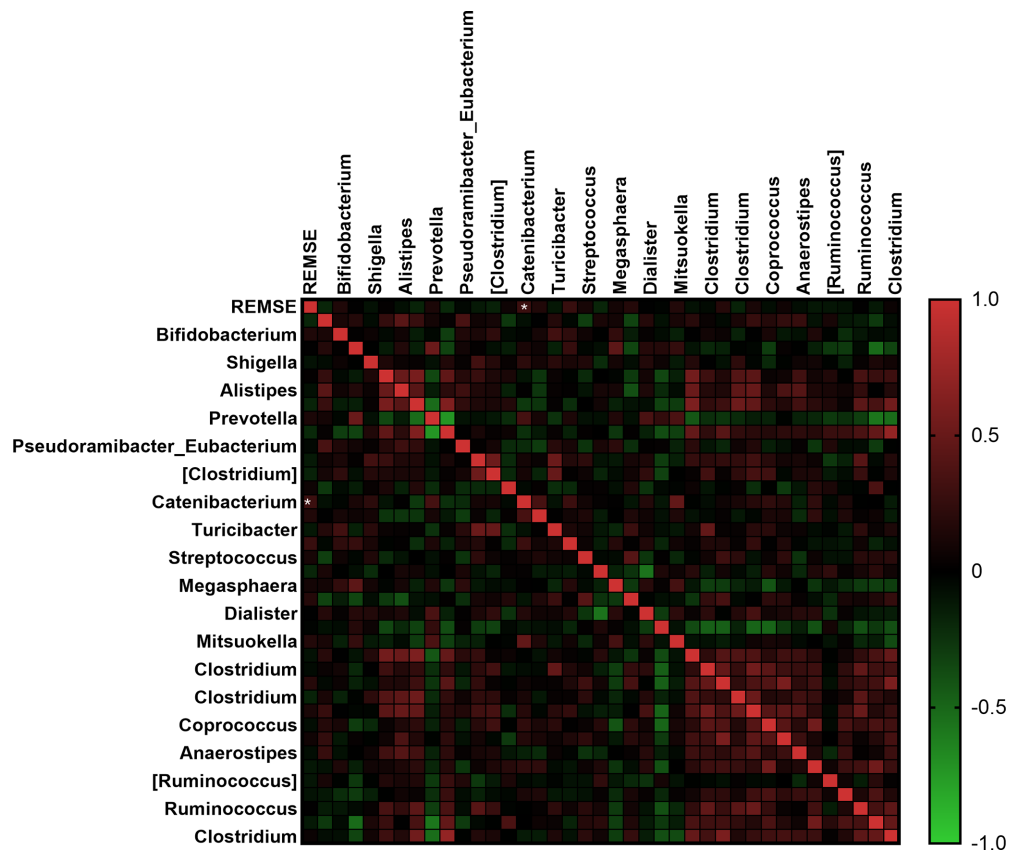 REMSE
Bifidobacterium
Shigella
Alistipes
Prevotella
Pseudoramibacter_Eubacterium
[Clostridium]
Catenibacterium
Turicibacter
Streptococcus
Megasphaera
Dialister
Mitsuokella
Clostridium
Clostridium
Coprococcus
Anaerostipes
[Ruminococcus]
Ruminococcus
Clostridium
REMSE
*
Bifidobacterium
Shigella
Alistipes
Prevotella
Pseudoramibacter_Eubacterium
[Clostridium]
Catenibacterium
*
Turicibacter
Streptococcus
Megasphaera
Dialister
Mitsuokella
Clostridium
Clostridium
Coprococcus
Anaerostipes
[Ruminococcus]
Ruminococcus
Clostridium
1.0
0.5
0
-0.5
-1.0